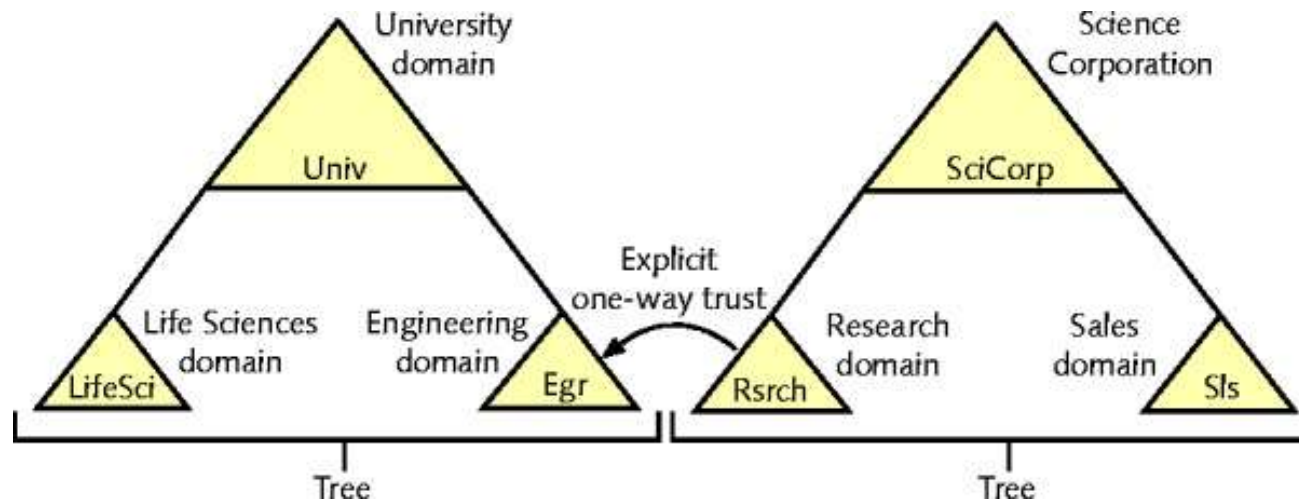 University
domain
Univ
Life Sciences
domain
LifeSci
Engineering
domain
Egr
Tree
Explicit
one-way trust
Science
Corporation
SciCorp
Research
domain
Rsrch
Sales
domain
Sls
Tree